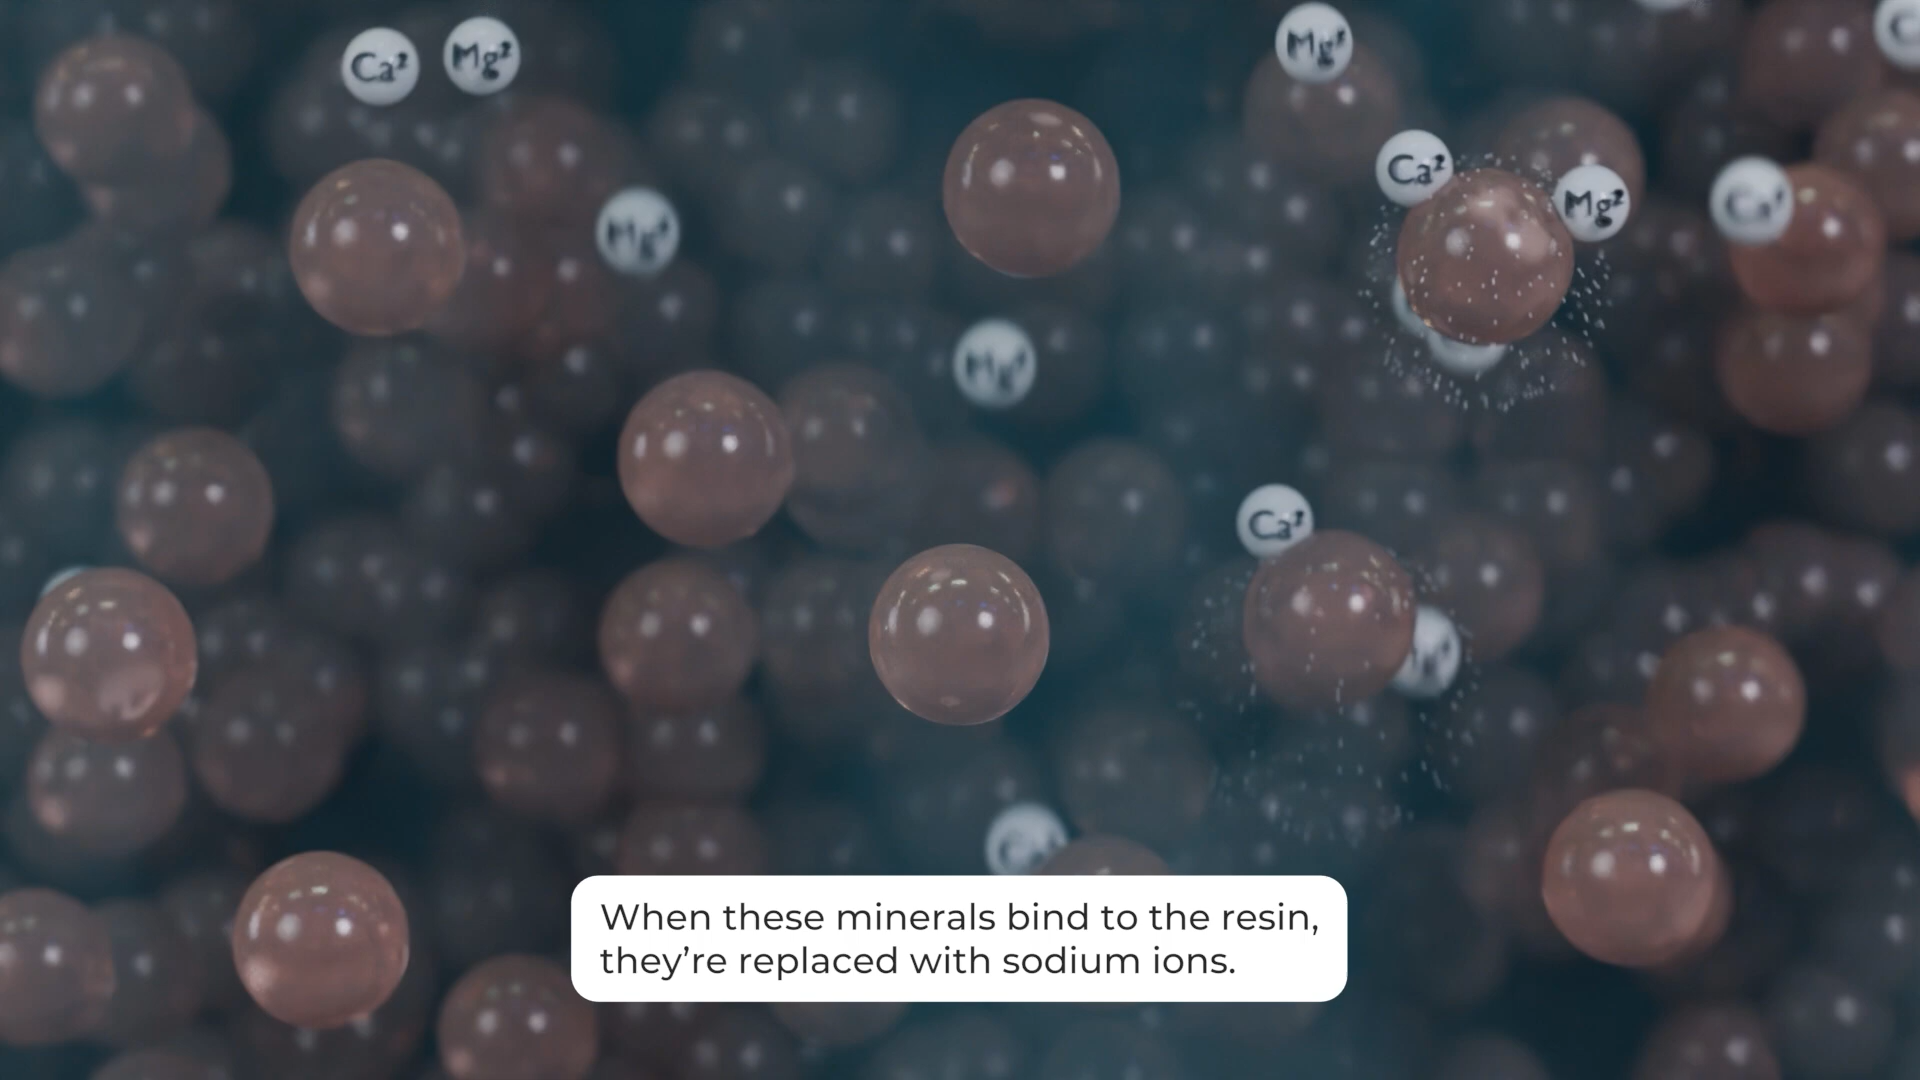 Ca²
Mg²
Mg²
Ca²
Mg²
Ca²
Mg²
Mg²
Ca²
When these minerals bind to the resin,
they’re replaced with sodium ions.